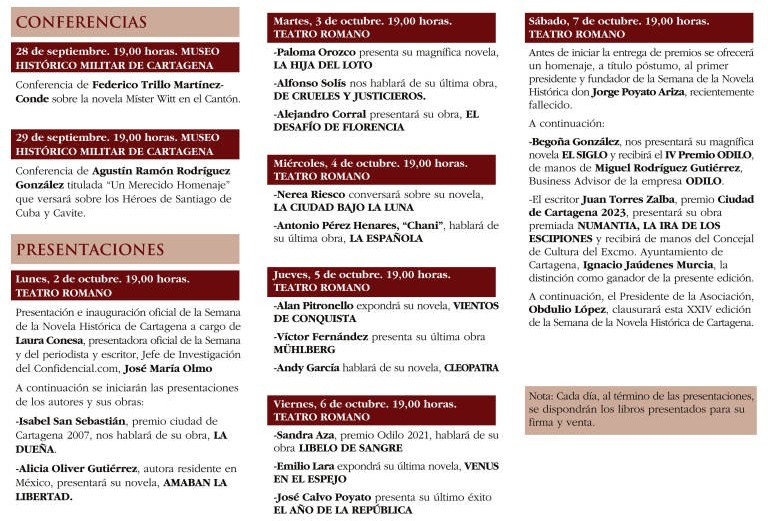 CONFERENCIAS
28 de septiembre. 19,00 horas. MUSEO
HISTÓRICO MILITAR DE CARTAGENA
Conferencia de Federico Trillo Martínez-
Conde sobre la novela Míster Witt en el Cantón.
29 de septiembre. 19,00 horas. MUSEO
HISTÓRICO MILITAR DE CARTAGENA
Conferencia de Agustín Ramón Rodríguez
González titulada “Un Merecido Homenaje”
que versará sobre los Héroes de Santiago de
Cuba y Cavite.
PRESENTACIONES
Lunes, 2 de octubre. 19,00 horas.
TEATRO ROMANO
Presentación e inauguración oficial de la Semana
de la Novela Histórica de Cartagena a cargo de
Laura Conesa, presentadora oficial de la Semana
y del periodista y escritor, Jefe de Investigación
del Confidencial.com, José María Olmo
A continuación se iniciarán las presentaciones
de los autores y sus obras:
-Isabel San Sebastián, premio ciudad de
Cartagena 2007, nos hablará de su obra, LA
DUEÑA.
-Alicia Oliver Gutiérrez, autora residente en
México, presentará su novela, AMABAN LA
LIBERTAD.
Martes, 3 de octubre. 19,00 horas.
TEATRO ROMANO
-Paloma Orozco presenta su magnífica novela,
LA HIJA DEL LOTO
-Alfonso Solís nos hablará de su última obra,
DE CRUELES Y JUSTICIEROS.
-Alejandro Corral presentará su obra, EL
DESAFÍO DE FLORENCIA
Miércoles, 4 de octubre. 19,00 horas.
TEATRO ROMANO
-Nerea Riesco conversará sobre su novela,
LA CIUDAD BAJO LA LUNA
-Antonio Pérez Henares, “Chani”, hablará de
su última obra, LA ESPAÑOLA
Jueves, 5 de octubre. 19,00 horas.
TEATRO ROMANO
-Alan Pitronello expondrá su novela, VIENTOS
DE CONQUISTA
-Víctor Fernández presentará su última obra
MÜHLBERG
-Andy García hablará de su novela, CLEOPATRA
Viernes, 6 de octubre. 19,00 horas.
TEATRO ROMANO
-Sandra Aza, premio Odilo 2021, hablará de su
obra LIBELO DE SANGRE
-Emilio Lara expondrá su última novela, VENUS
EN EL ESPEJO
-José Calvo Poyato presenta su último éxito
EL AÑO DE LA REPÚBLICA
Sábado, 7 de octubre. 19,00 horas.
TEATRO ROMANO
Antes de iniciar la entrega de premios se ofrecerá
un homenaje, a título póstumo, al primer
presidente y fundador de la Semana de la Novela
Histórica don Jorge Poyato Ariza, recientemente
fallecido.
A continuación:
-Begoña González, nos presentará su magnífica
novela EL SIGLO y recibirá el IV Premio ODILO,
de manos de Miguel Rodríguez Gutiérrez,
Business Advisor de la empresa ODILO.
-El escritor Juan Torres Zalba, premio Ciudad
de Cartagena 2023, presentará su obra
premiada NUMANTIA, LA IRA DE LOS
ESCIPIONES y recibirá de manos del Concejal
de Cultura del Excmo. Ayuntamiento de
Cartagena, Ignacio Jaúdenes Murcia, la
distinción como ganador de la presente edición.
A continuación, el Presidente de la Asociación,
Obdulio López, clausurará esta XXIV edición
de la Semana de la Novela Histórica de Cartagena.
Nota: Cada día, al término de las presentaciones,
se dispondrán los libros presentados para su
firma y venta.